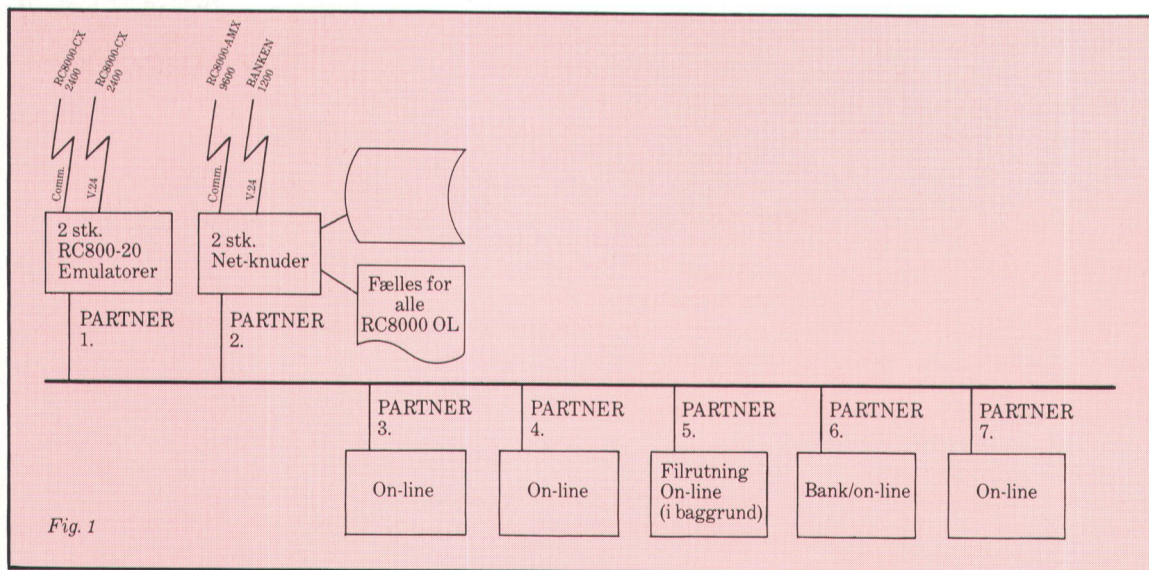 RC8000-CX
2400
RC8000-CX
2400
RC8000-AMX
9600
BANKEN
1200
Comm.
V.24
Comm.
V.24
2 stk.
RC800-20
Emulatorer
2 stk.
Net-knuder
Fælles for
alle
RC8000 OL
PARTNER
1.
PARTNER
2.
PARTNER
3.
PARTNER
4.
PARTNER
5.
PARTNER
6.
PARTNER
7.
On-line
On-line
Filrutning
On-line
(i baggrund)
Bank/on-line
On-line
Fig. 1